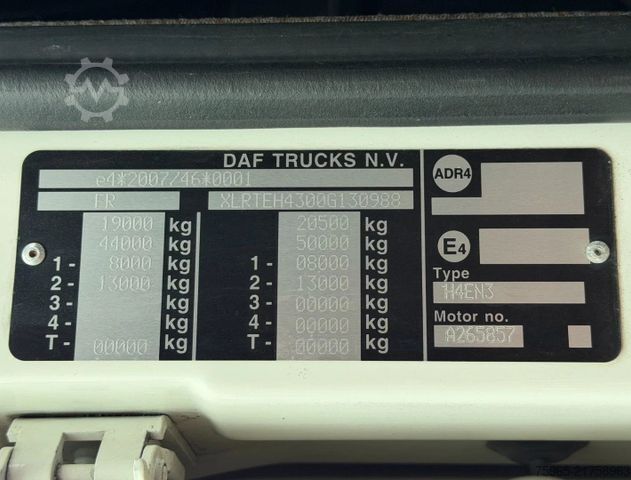 DAF TRUCKS N.V.
e4*2007/46*0001
FR XLRTEH4300G130988
19000 kg 20500 kg
44000 kg 50000 kg
1- 8000 kg 1- 08000 kg
2- 13000 kg 2- 13000 kg
3- kg 3- 00000 kg
4- kg 4- 00000 kg
T- 00000 kg T- 00000 kg
ADR4
E4
Type
H4EN3
Motor no.
A265857
75965-21758963